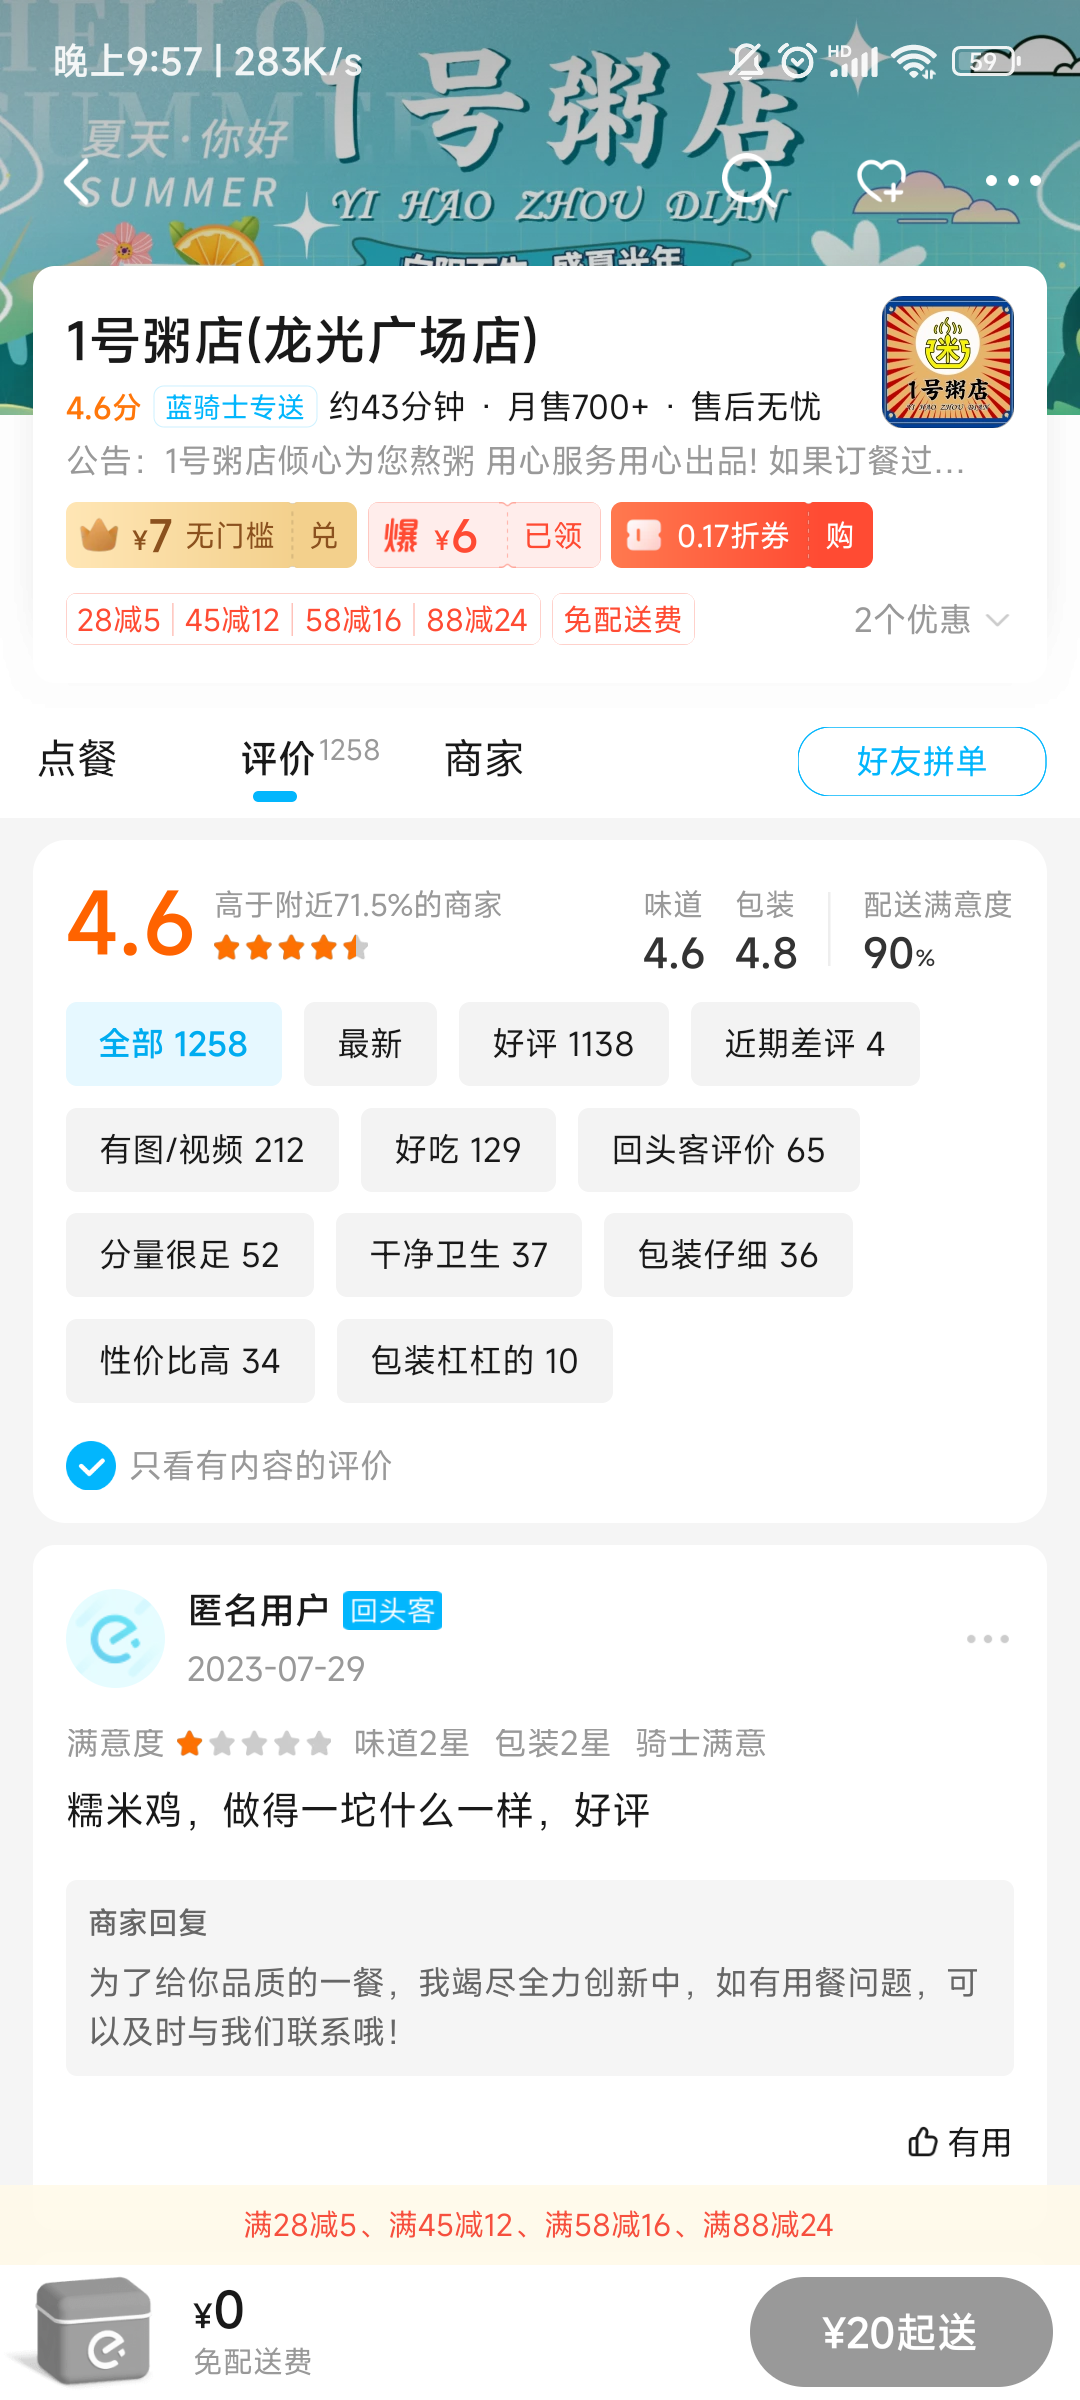 晚上9:57 | 283K/s
HD
59
HELLO
SUMMER
夏天·你好
SUMMER
1号粥店
YI HAO ZHOU DIAN
1号粥店(龙光广场店)
1号粥店
YI HAO ZHOU DIAN
4.6分 蓝骑士专送 约43分钟 · 月售700+ · 售后无忧
公告：1号粥店倾心为您熬粥 用心服务用心出品! 如果订餐过...
¥7 无门槛 兑 爆 ¥6 已领 0.17折券 购
28减5 45减12 58减16 88减24 免配送费 2个优惠
点餐 评价 1258 商家 好友拼单
4.6 高于附近71.5%的商家
味道 包装 配送满意度
4.6 4.8 90%
全部 1258 最新 好评 1138 近期差评 4
有图/视频 212 好吃 129 回头客评价 65
分量很足 52 干净卫生 37 包装仔细 36
性价比高 34 包装杠杠的 10
只看有内容的评价
匿名用户 回头客
2023-07-29
满意度 味道2星 包装2星 骑士满意
糯米鸡，做得一坨什么一样，好评
商家回复
为了给你品质的一餐，我竭尽全力创新中，如有用餐问题，可
以及时与我们联系哦！
有用
满28减5、满45减12、满58减16、满88减24
¥0
免配送费
¥20起送